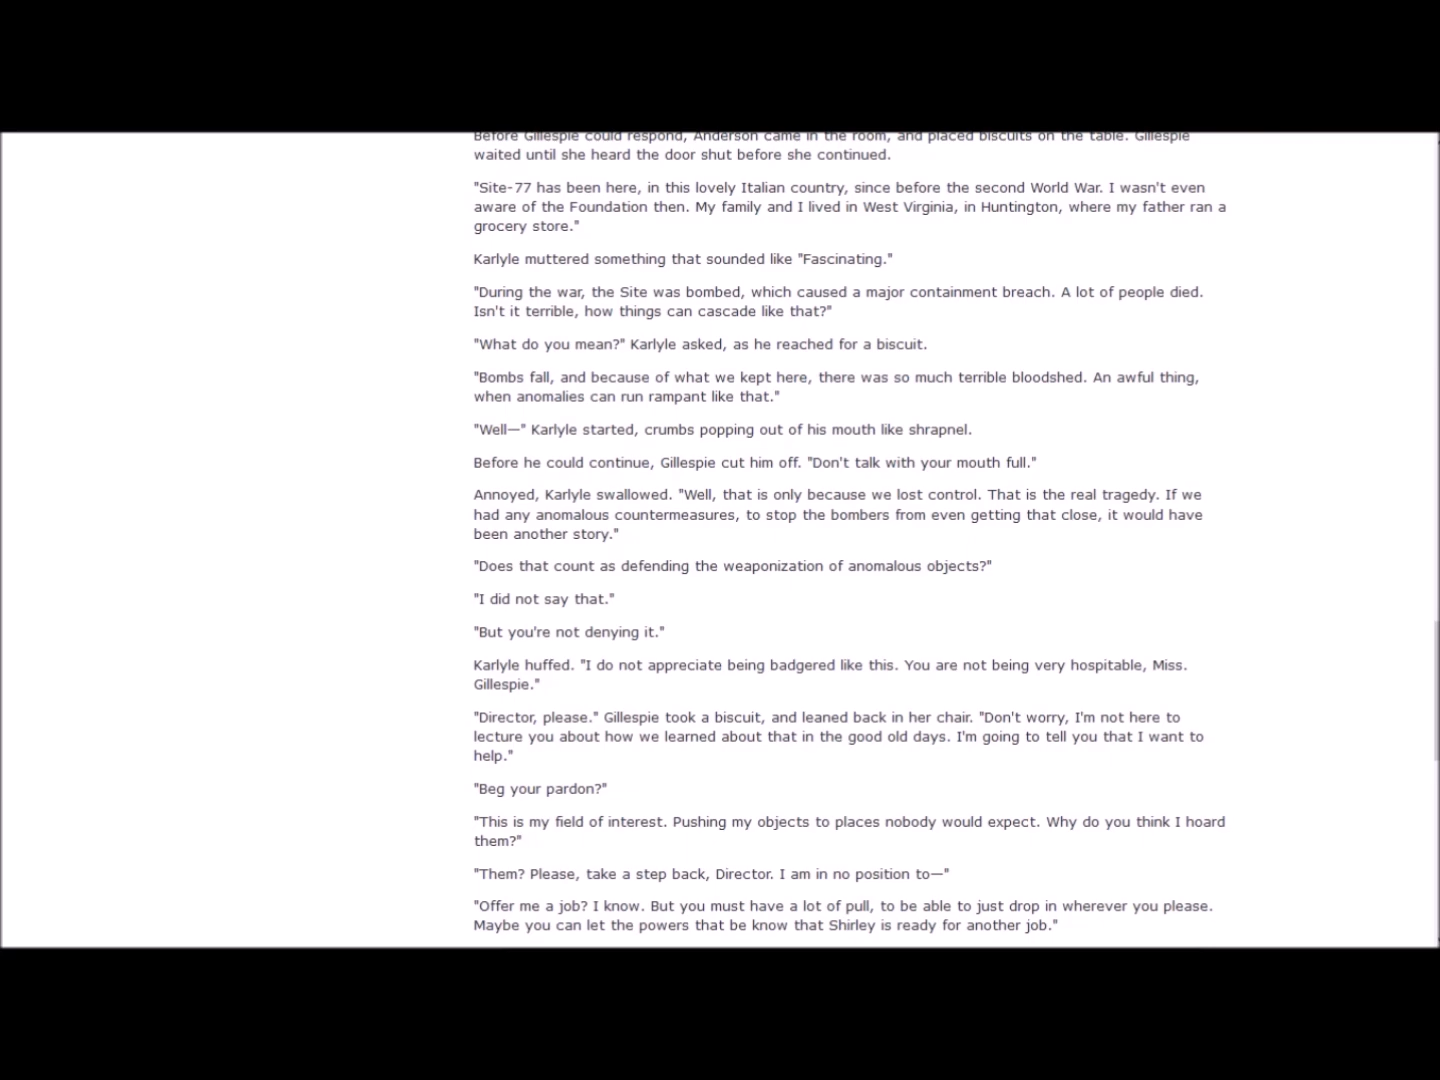 Before Gillespie could respond, Anderson came in the room, and placed biscuits on the table. Gillespie
waited until she heard the door shut before she continued.
"Site-77 has been here, in this lovely Italian country, since before the second World War. I wasn't even
aware of the Foundation then. My family and I lived in West Virginia, in Huntington, where my father ran a
grocery store."
Karlyle muttered something that sounded like "Fascinating."
"During the war, the Site was bombed, which caused a major containment breach. A lot of people died.
Isn't it terrible, how things can cascade like that?"
"What do you mean?" Karlyle asked, as he reached for a biscuit.
"Bombs fall, and because of what we kept here, there was so much terrible bloodshed. An awful thing,
when anomalies can run rampant like that."
"Well—" Karlyle started, crumbs popping out of his mouth like shrapnel.
Before he could continue, Gillespie cut him off. "Don't talk with your mouth full."
Annoyed, Karlyle swallowed. "Well, that is only because we lost control. That is the real tragedy. If we
had any anomalous countermeasures, to stop the bombers from even getting that close, it would have
been another story."
"Does that count as defending the weaponization of anomalous objects?"
"I did not say that."
"But you're not denying it."
Karlyle huffed. "I do not appreciate being badgered like this. You are not being very hospitable, Miss.
Gillespie."
"Director, please." Gillespie took a biscuit, and leaned back in her chair. "Don't worry, I'm not here to
lecture you about how we learned about that in the good old days. I'm going to tell you that I want to
help."
"Beg your pardon?"
"This is my field of interest. Pushing my objects to places nobody would expect. Why do you think I hoard
them?"
"Them? Please, take a step back, Director. I am in no position to—"
"Offer me a job? I know. But you must have a lot of pull, to be able to just drop in wherever you please.
Maybe you can let the powers that be know that Shirley is ready for another job."